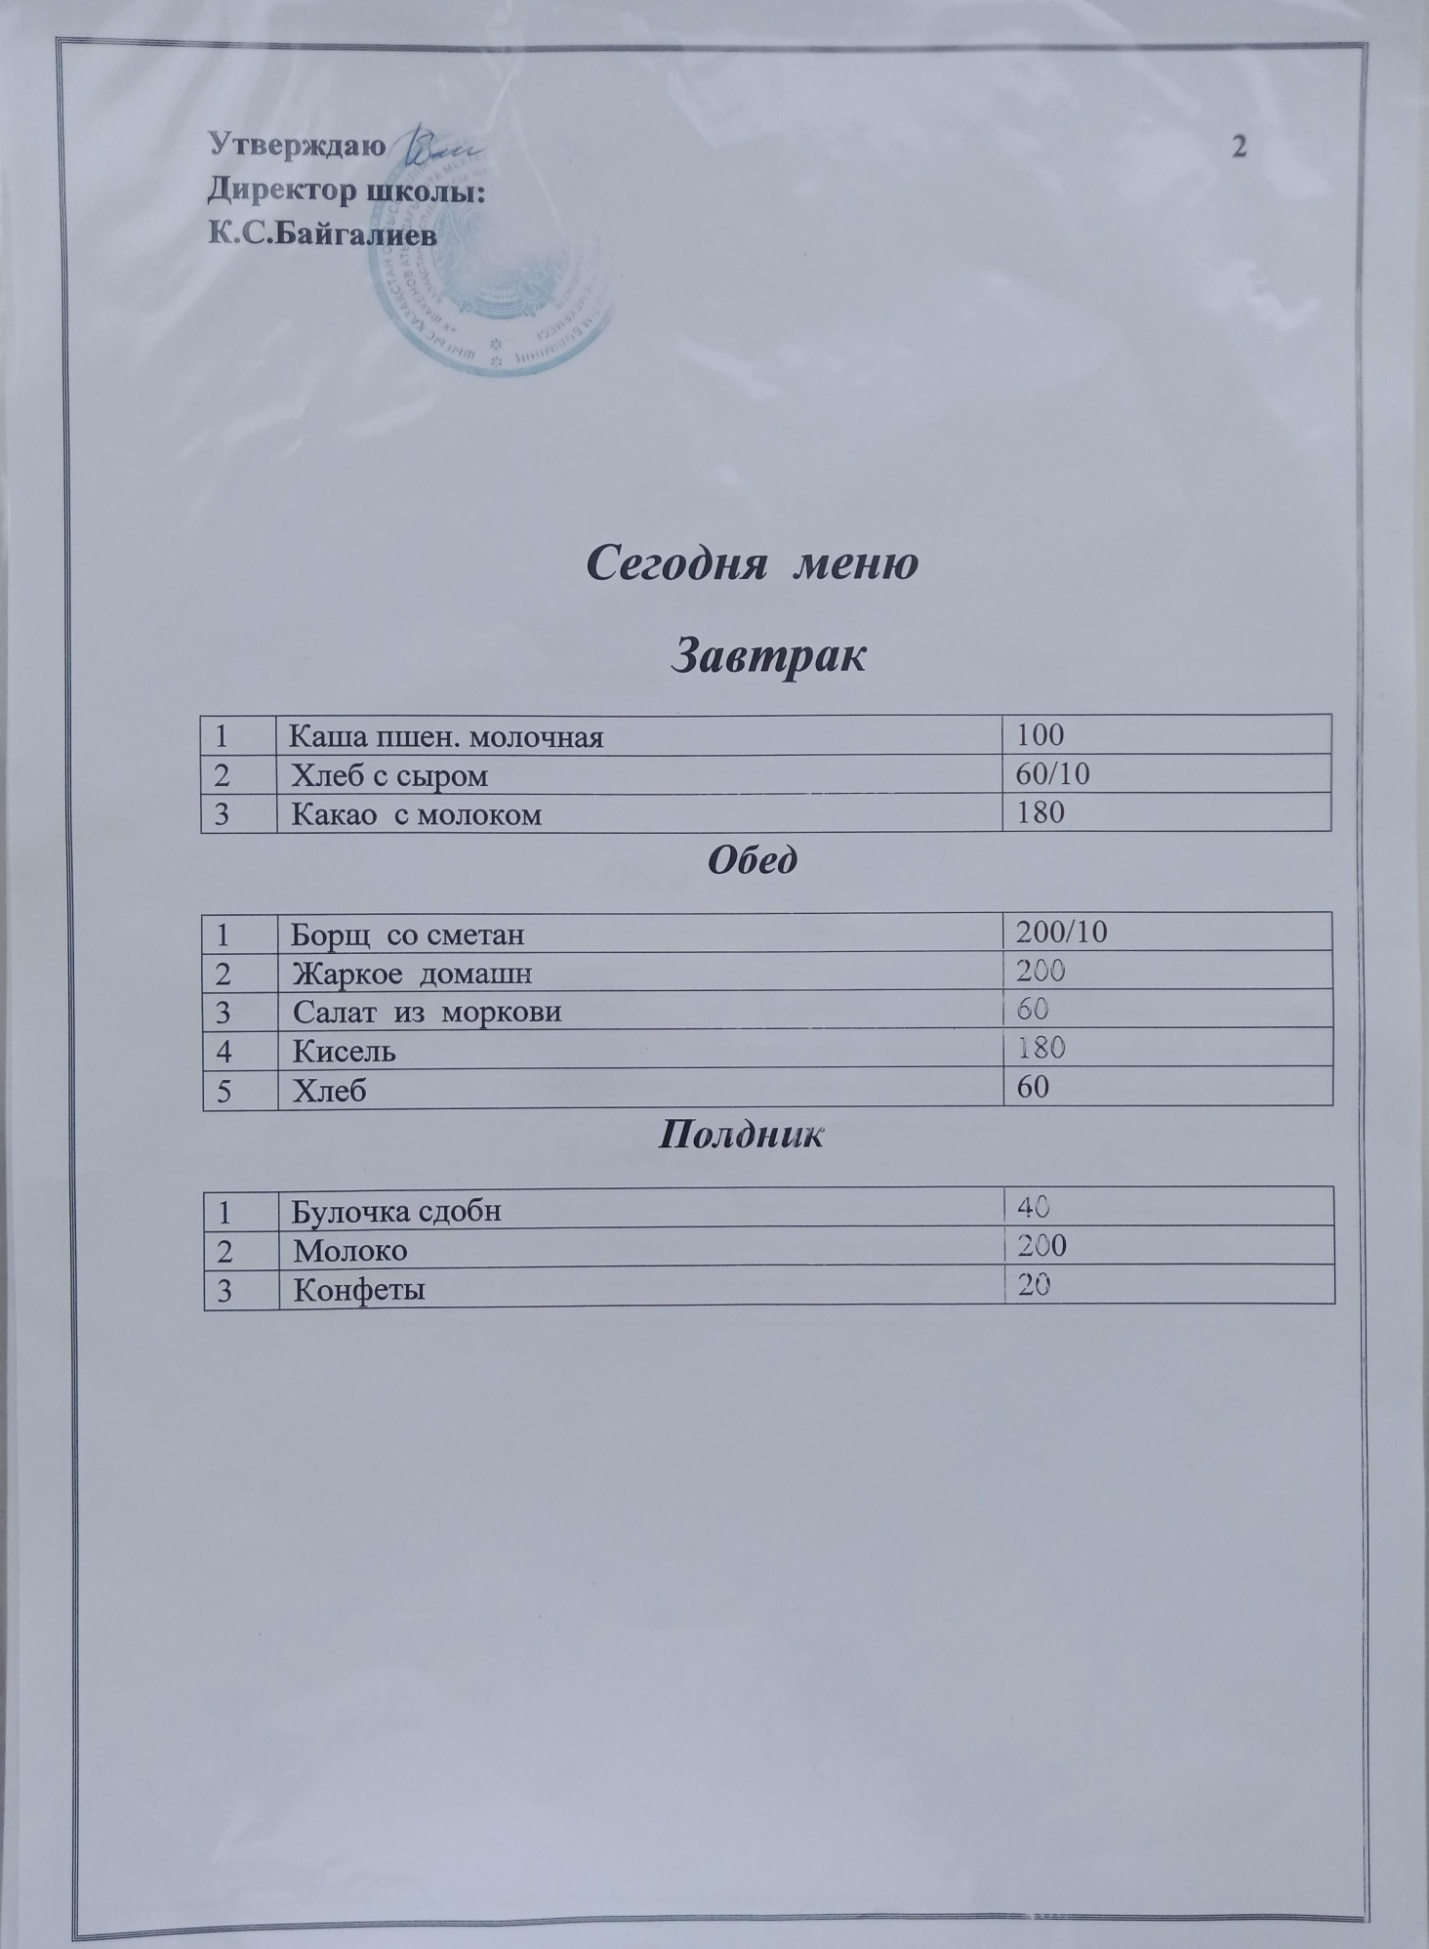 Утверждаю
2
Директор школы:
К.С.Байгалиев
Сегодня меню
Завтрак
1 Каша пшен. молочная 100
2 Хлеб с сыром 60/10
3 Какао с молоком 180
Обед
1 Борщ со сметан 200/10
2 Жаркое домашн 200
3 Салат из моркови 60
4 Кисель 180
5 Хлеб 60
Полдник
1 Булочка сдобн 40
2 Молоко 200
3 Конфеты 20